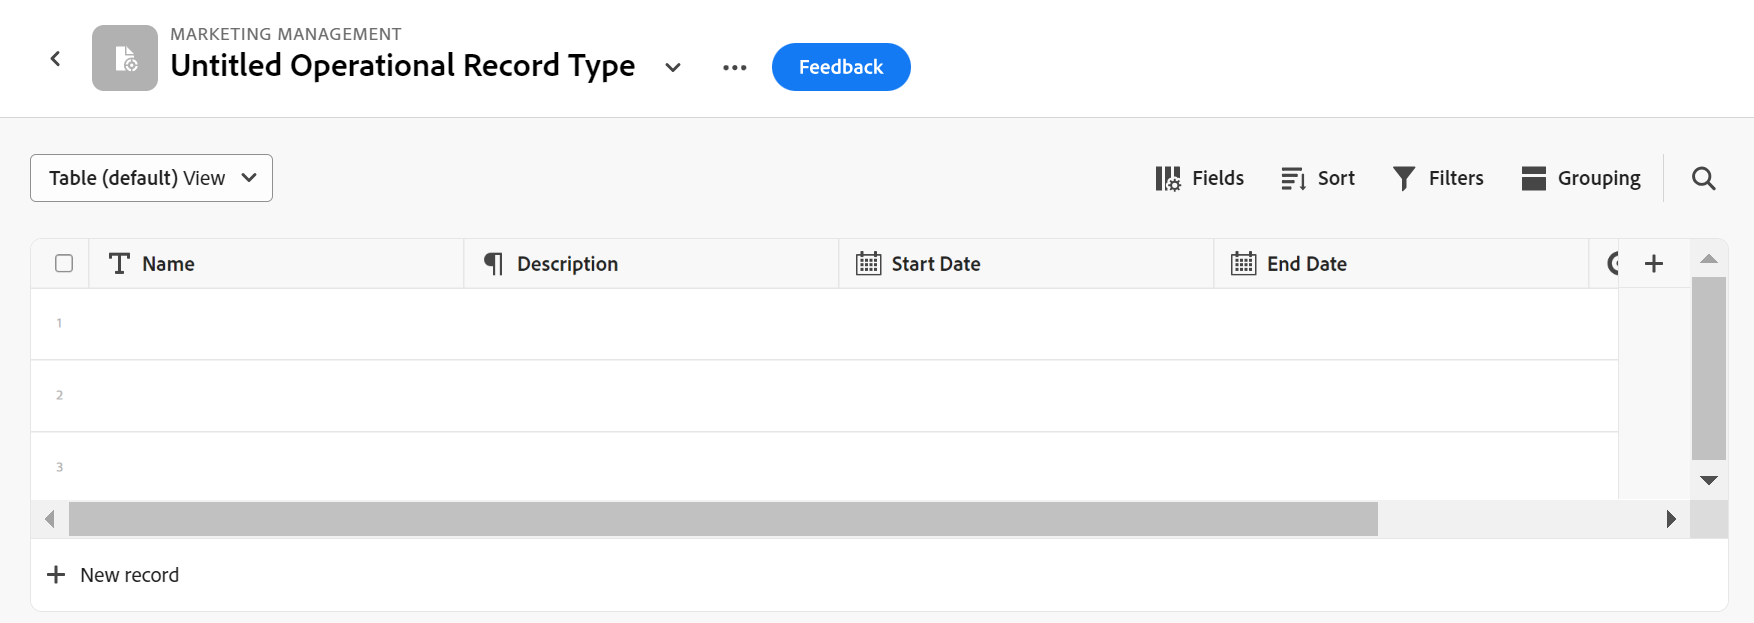 MARKETING MANAGEMENT
Untitled Operational Record Type
Feedback
Table (default) View
Fields
Sort
Filters
Grouping
Name
Description
Start Date
End Date
1
2
3
New record